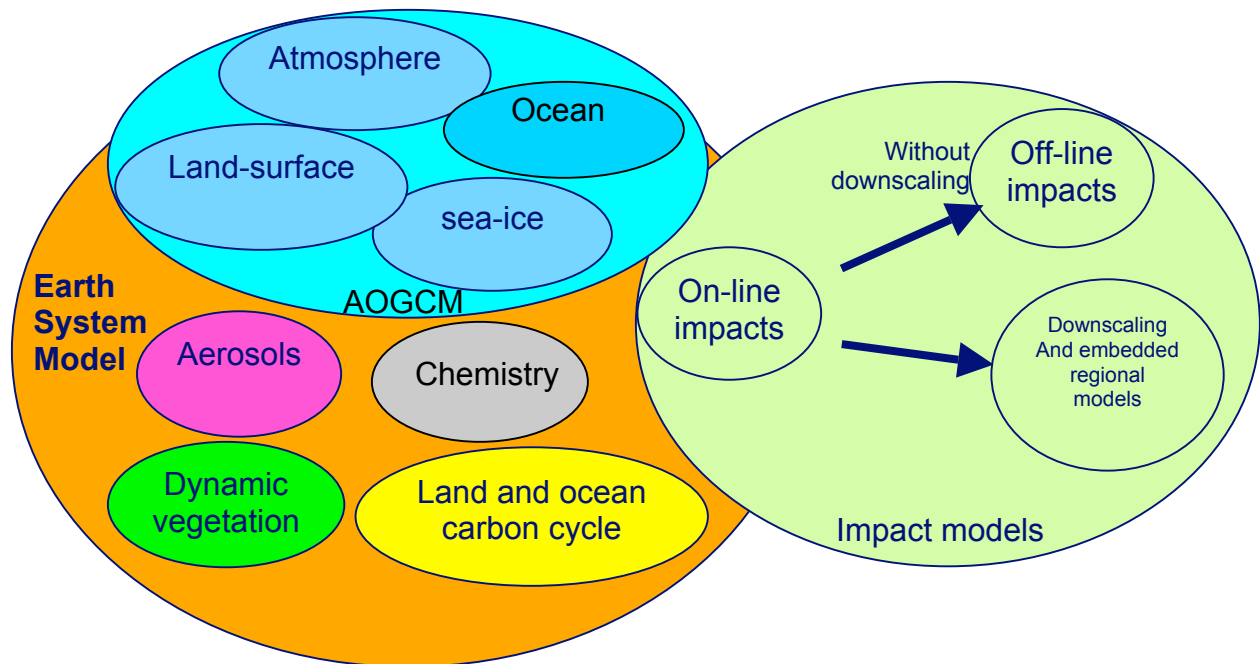 Atmosphere
Ocean
Land-surface
sea-ice
AOGCM
Earth
System
Model
Aerosols
Chemistry
Dynamic
vegetation
Land and ocean
carbon cycle
Without
downscaling
Off-line
impacts
On-line
impacts
Downscaling
And embedded
regional
models
Impact models